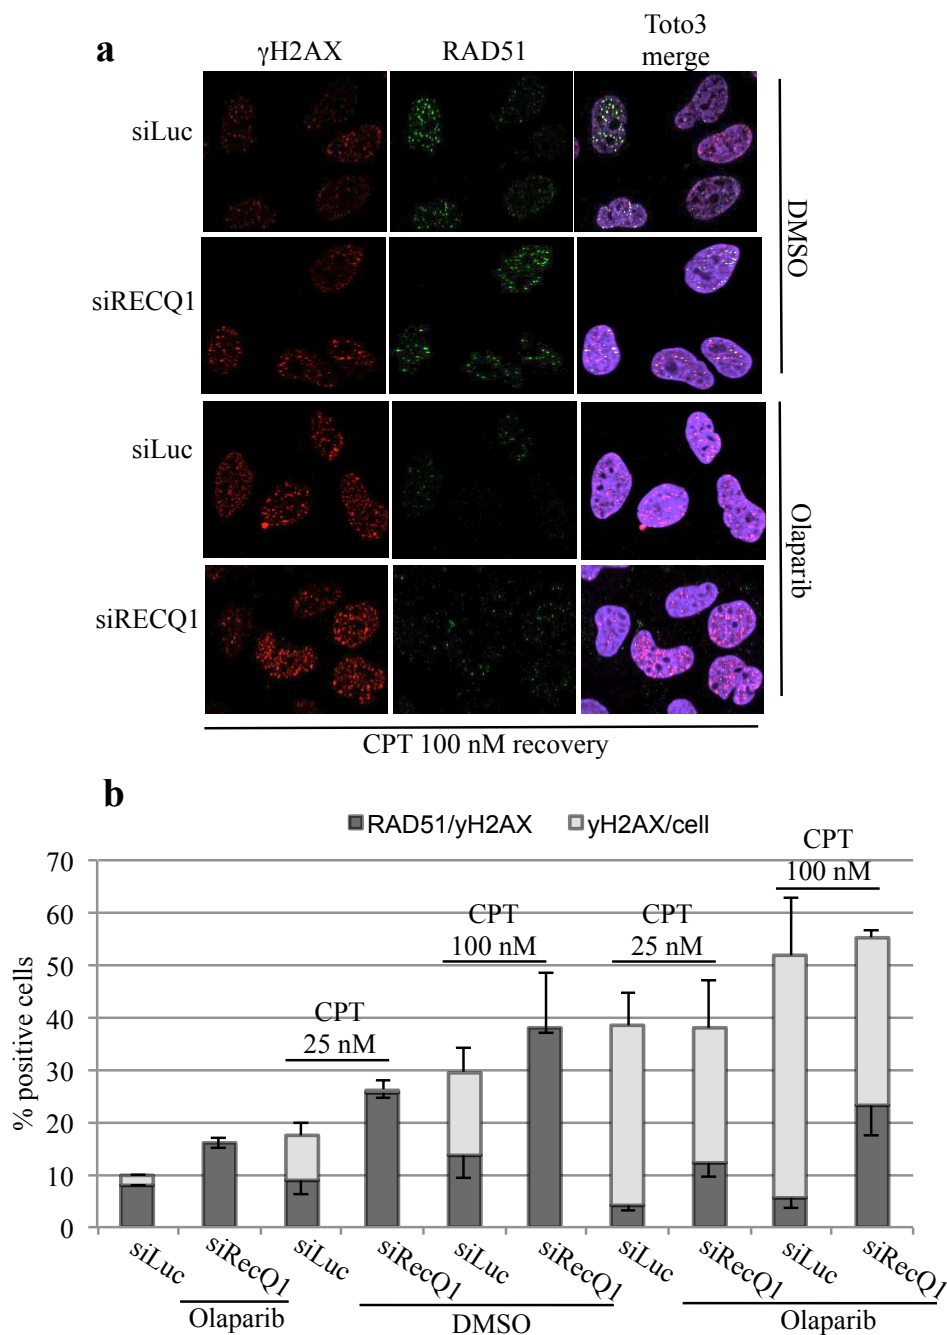 a
γH2AX RAD51 Toto3
merge
siLuc
siRECQ1
DMSO
siLuc
siRECQ1
Olaparib
CPT 100 nM recovery
b
RAD51/yH2AX yH2AX/cell
% positive cells
70
60
50
40
30
20
10
0
CPT
25 nM
CPT
100 nM
CPT
25 nM
CPT
100 nM
siLuc siRecQ1 siLuc siRecQ1 siLuc siRecQ1 siLuc siRecQ1 siLuc siRecQ1
Olaparib DMSO Olaparib